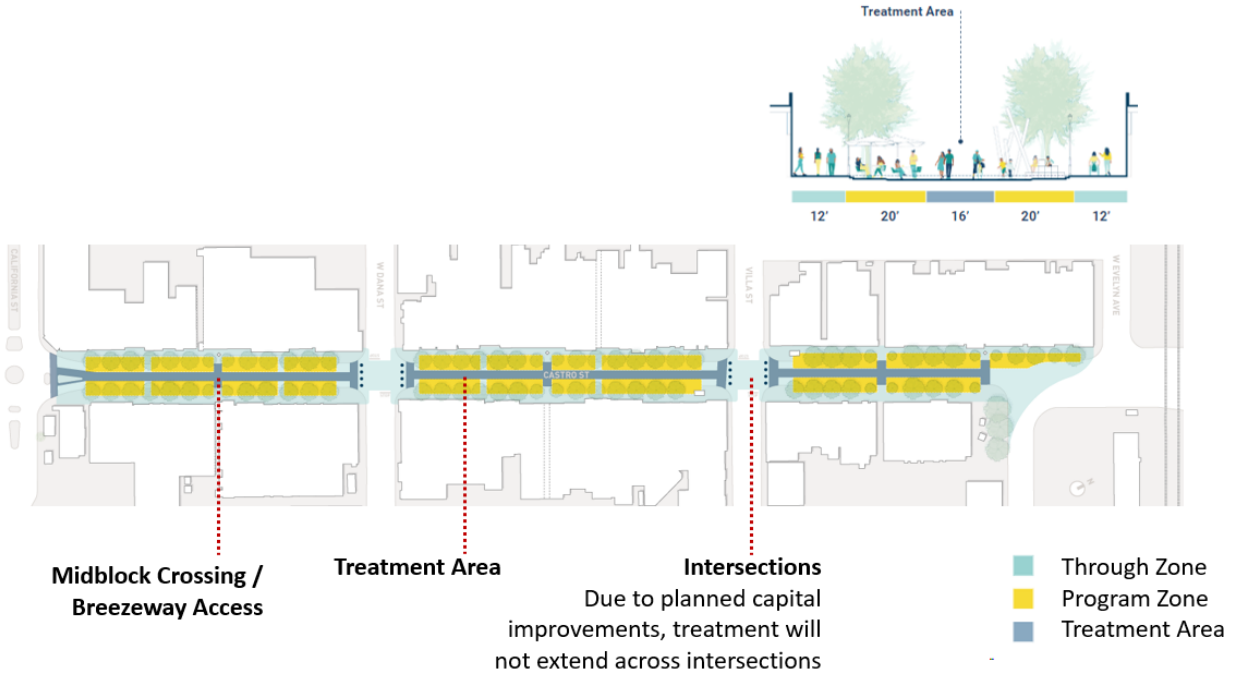 Treatment Area
12’
20’
16’
20’
12’
CALIFORNIA ST
W DANA ST
VILLA ST
W EVELYN AVE
CASTRO ST
N
Midblock Crossing /
Breezeway Access
Treatment Area
Intersections
Due to planned capital
improvements, treatment will
not extend across intersections
Through Zone
Program Zone
Treatment Area